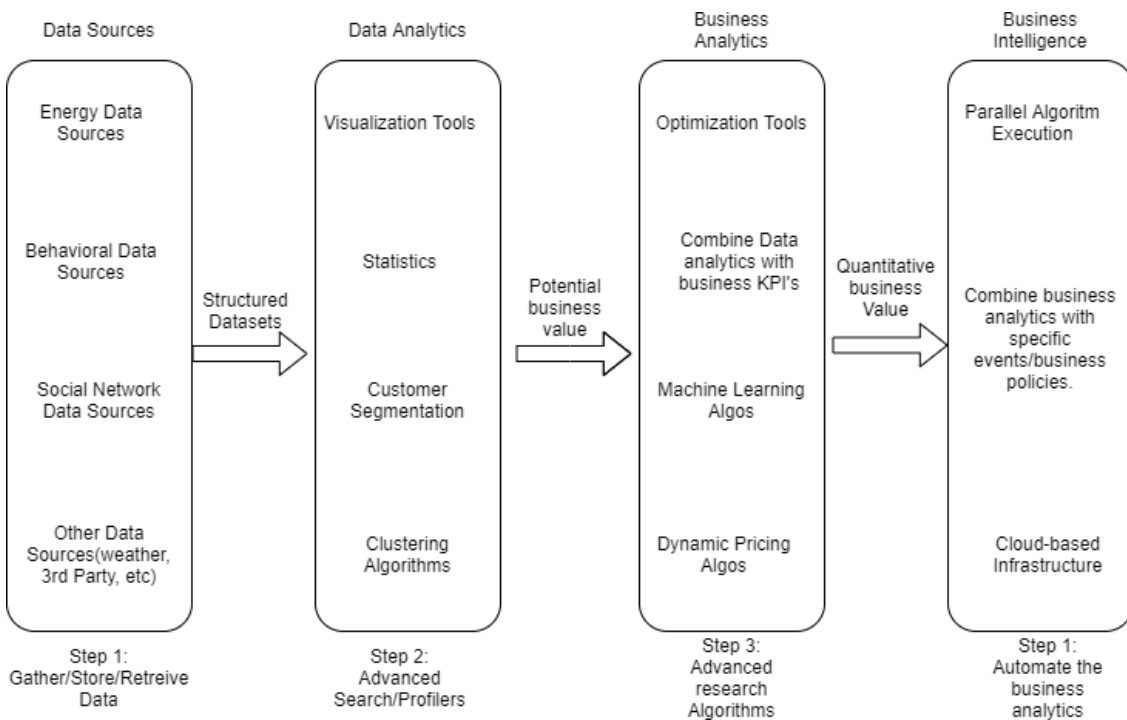 Data Sources
Energy Data
Sources
Behavioral Data
Sources
Social Network
Data Sources
Other Data
Sources(weather,
3rd Party, etc)
Step 1:
Gather/Store/Retreive
Data
Structured
Datasets
Data Analytics
Visualization Tools
Statistics
Customer
Segmentation
Clustering
Algorithms
Step 2:
Advanced
Search/Profilers
Potential
business
value
Business
Analytics
Optimization Tools
Combine Data
analytics with
business KPI's
Machine Learning
Algos
Dynamic Pricing
Algos
Step 3:
Advanced
research
Algorithms
Quantitative
business
Value
Business
Intelligence
Parallel Algoritm
Execution
Combine business
analytics with
specific
events/business
policies.
Cloud-based
Infrastructure
Step 1:
Automate the
business
analytics